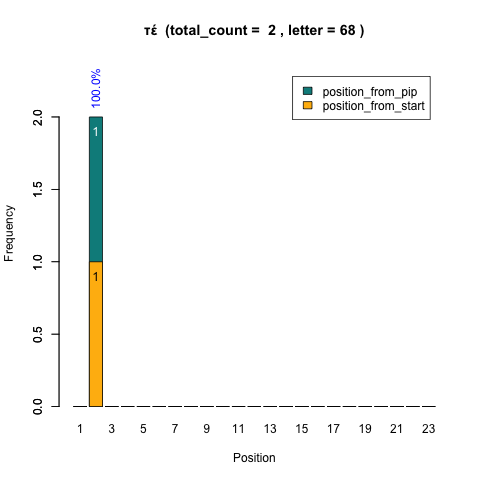 τέ (total_count = 2 , letter = 68 )
100.0%
position_from_pip
position_from_start
2.0
1
1.5
Frequency
1.0
1
0.5
0.0
1 3 5 7 9 11 13 15 17 19 21 23
Position